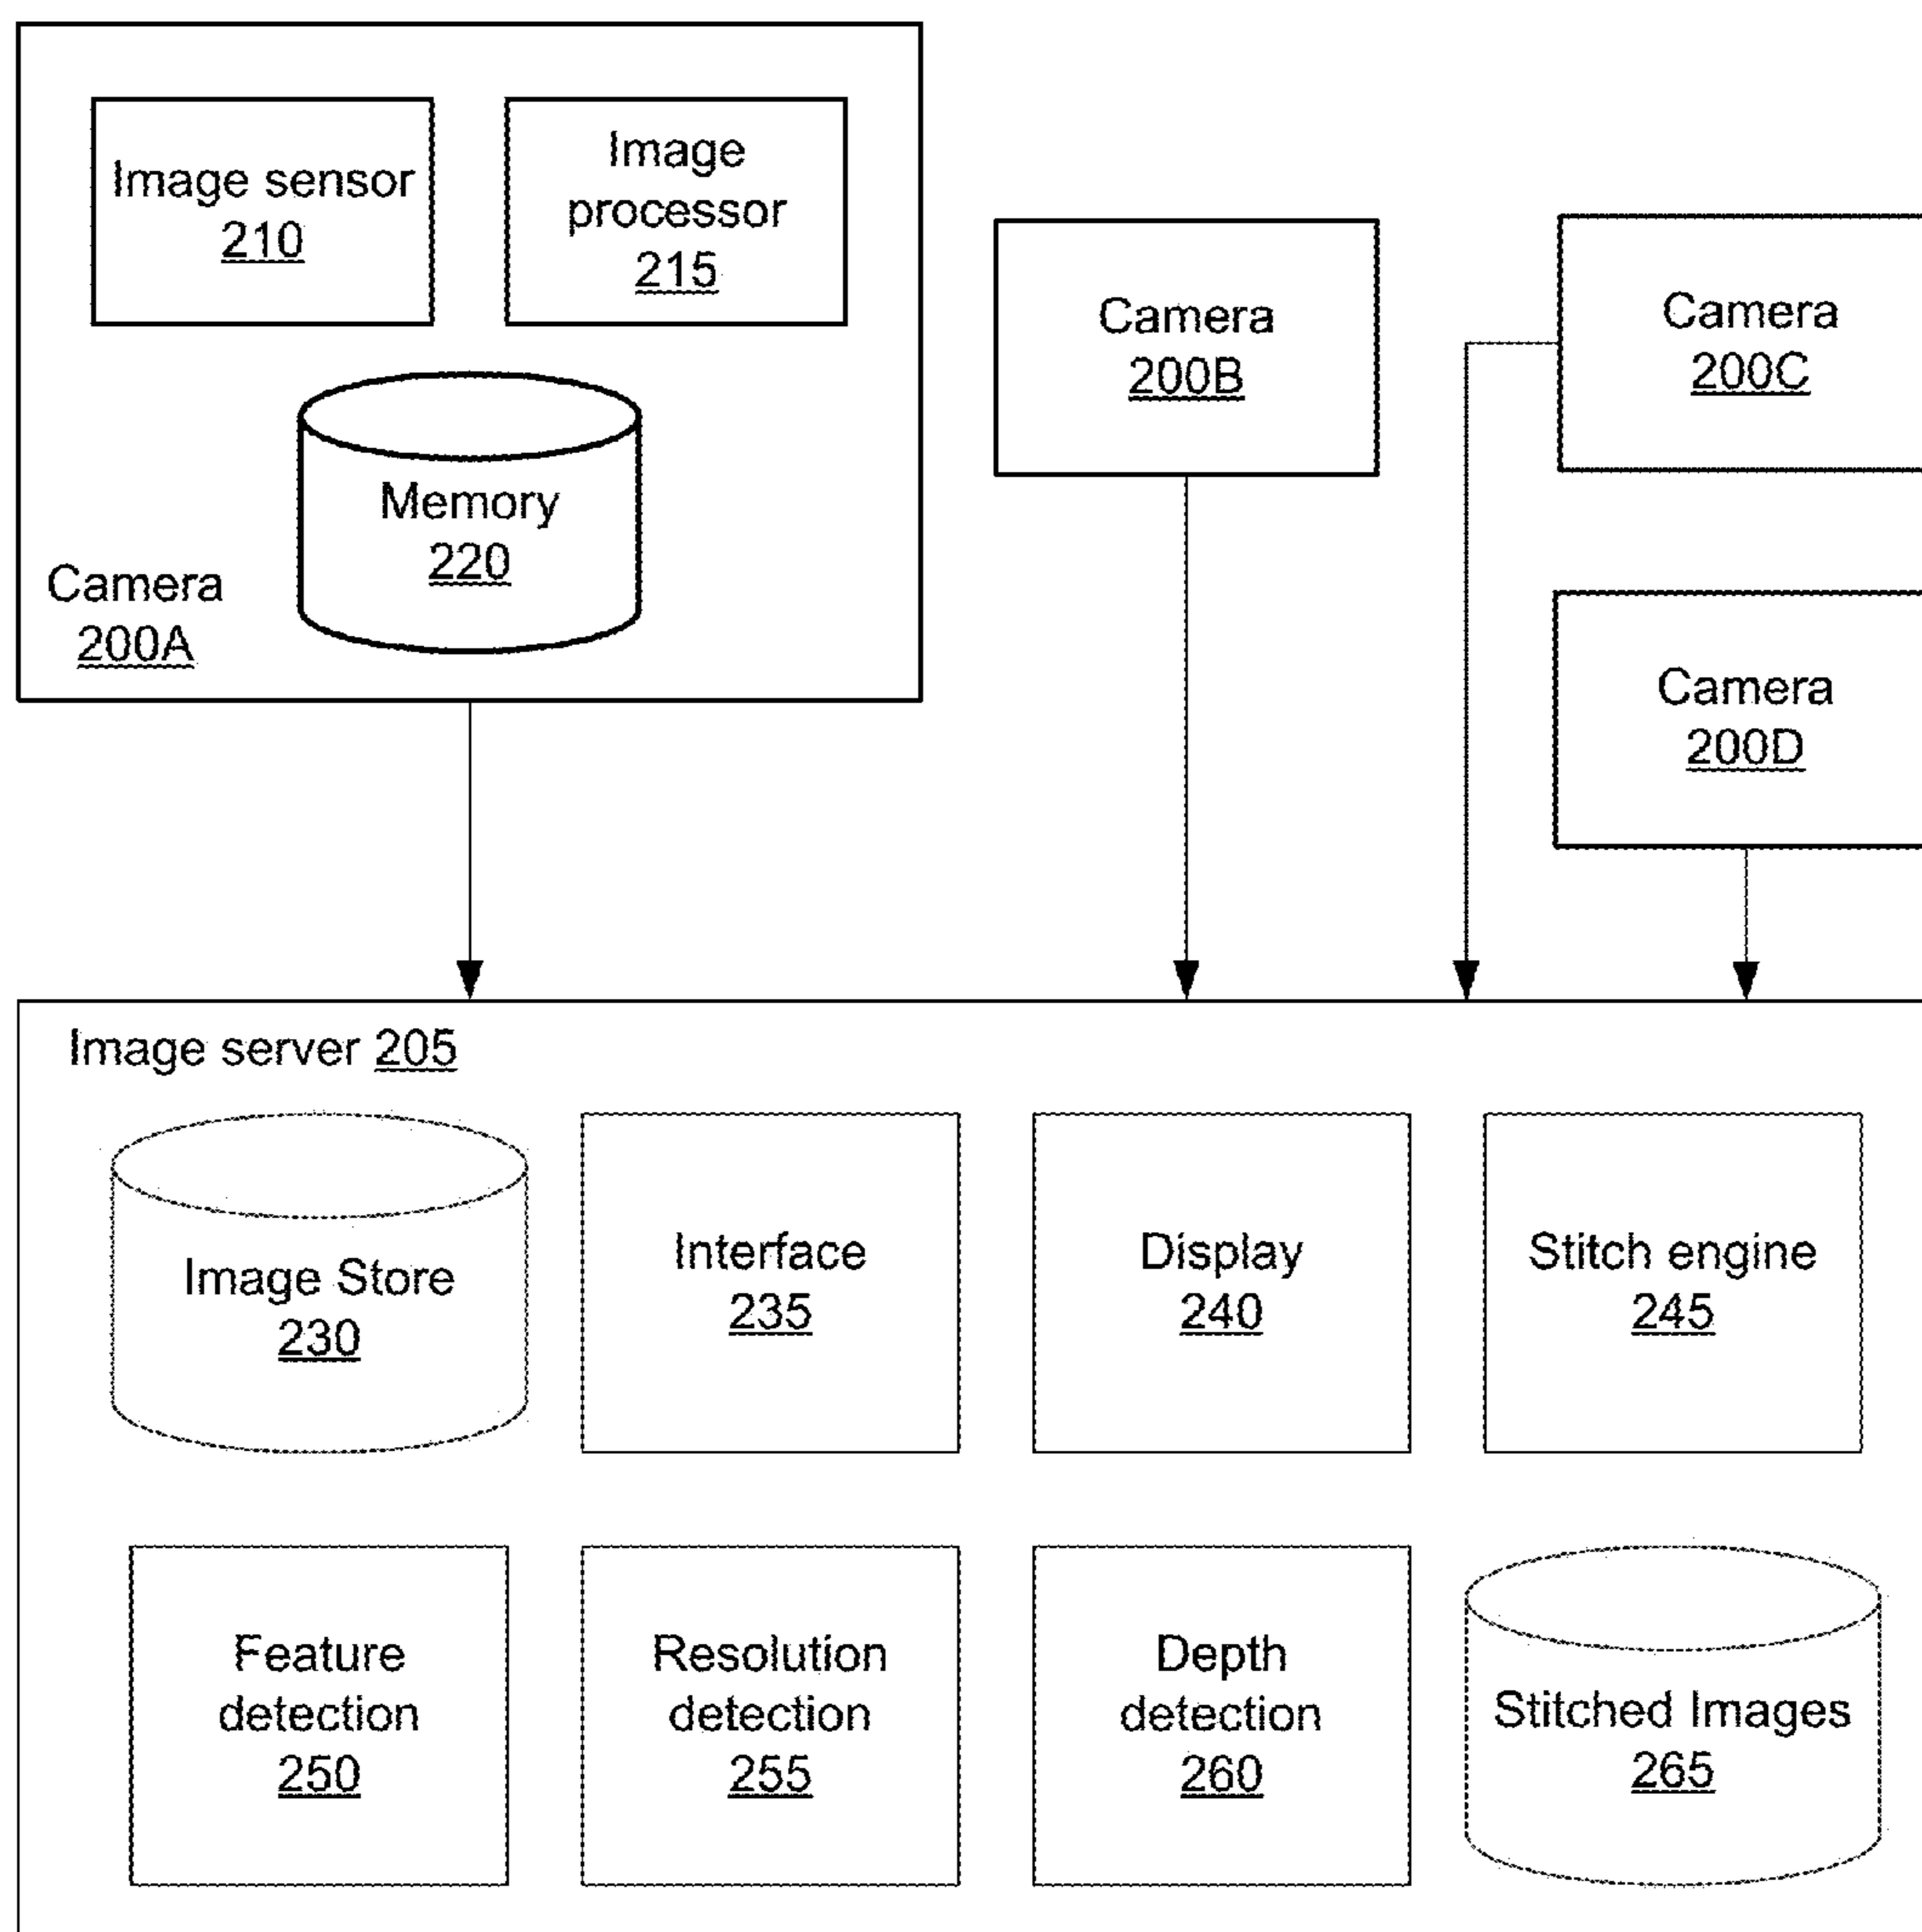 Image sensor
210
Image
processor
215
Memory
220
Camera
200A
Camera
200B
Camera
200C
Camera
200D
Image server 205
Image Store
230
Interface
235
Display
240
Stitch engine
245
Feature
detection
250
Resolution
detection
255
Depth
detection
260
Stitched Images
265